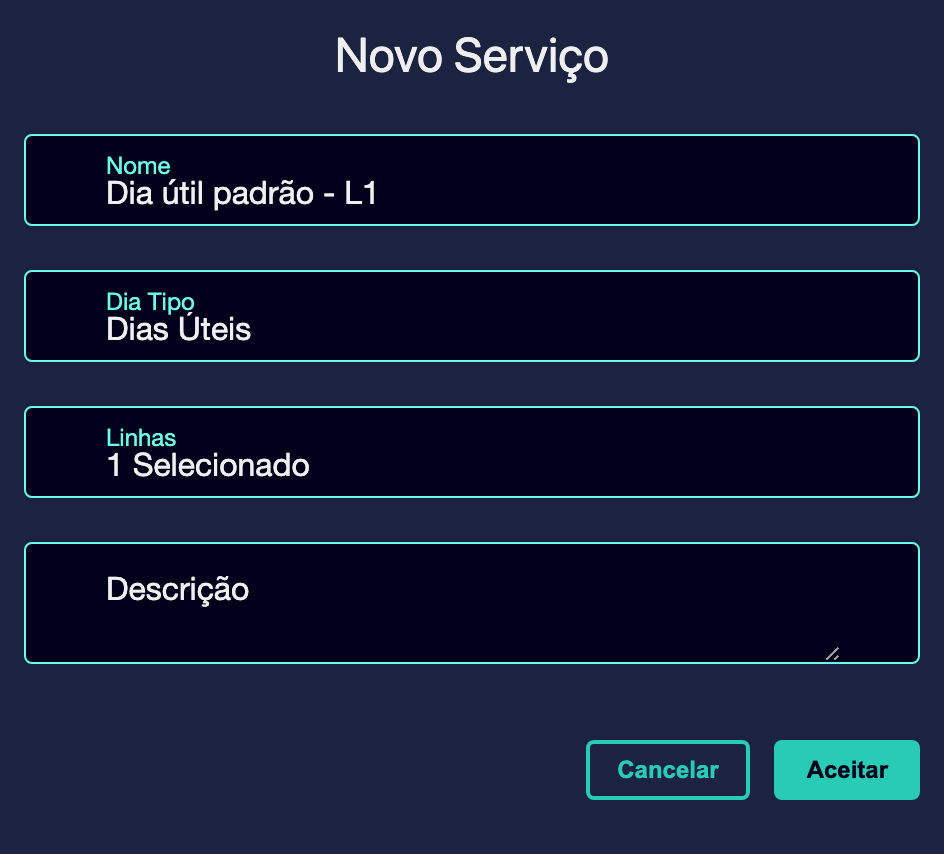 Novo Serviço
Nome
Dia útil padrão - L1
Dia Tipo
Dias Úteis
Linhas
1 Selecionado
Descrição
Cancelar
Aceitar